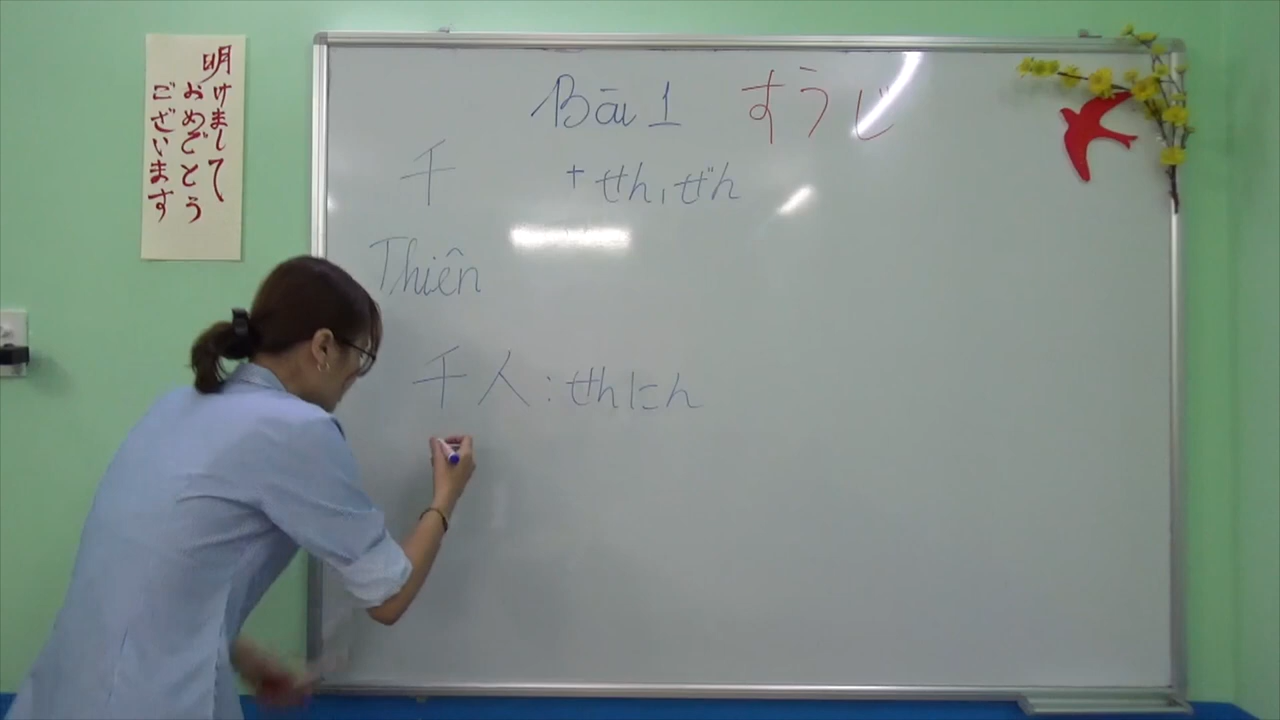 明
けまして
おめでとう
ございます
Bài 1 すうじ
千 + せん, ぜん
Thiên
千人: せんにん